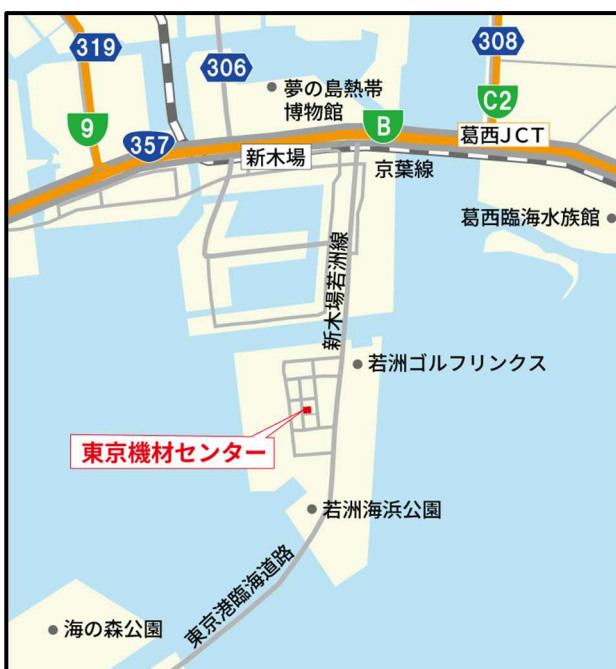 319
306
308
夢の島熱帯
博物館
9
357
B
C2
葛西JCT
新木場
京葉線
葛西臨海水族館
新木場若洲線
若洲ゴルフリンクス
東京機材センター
若洲海浜公園
東京港臨海道路
海の森公園